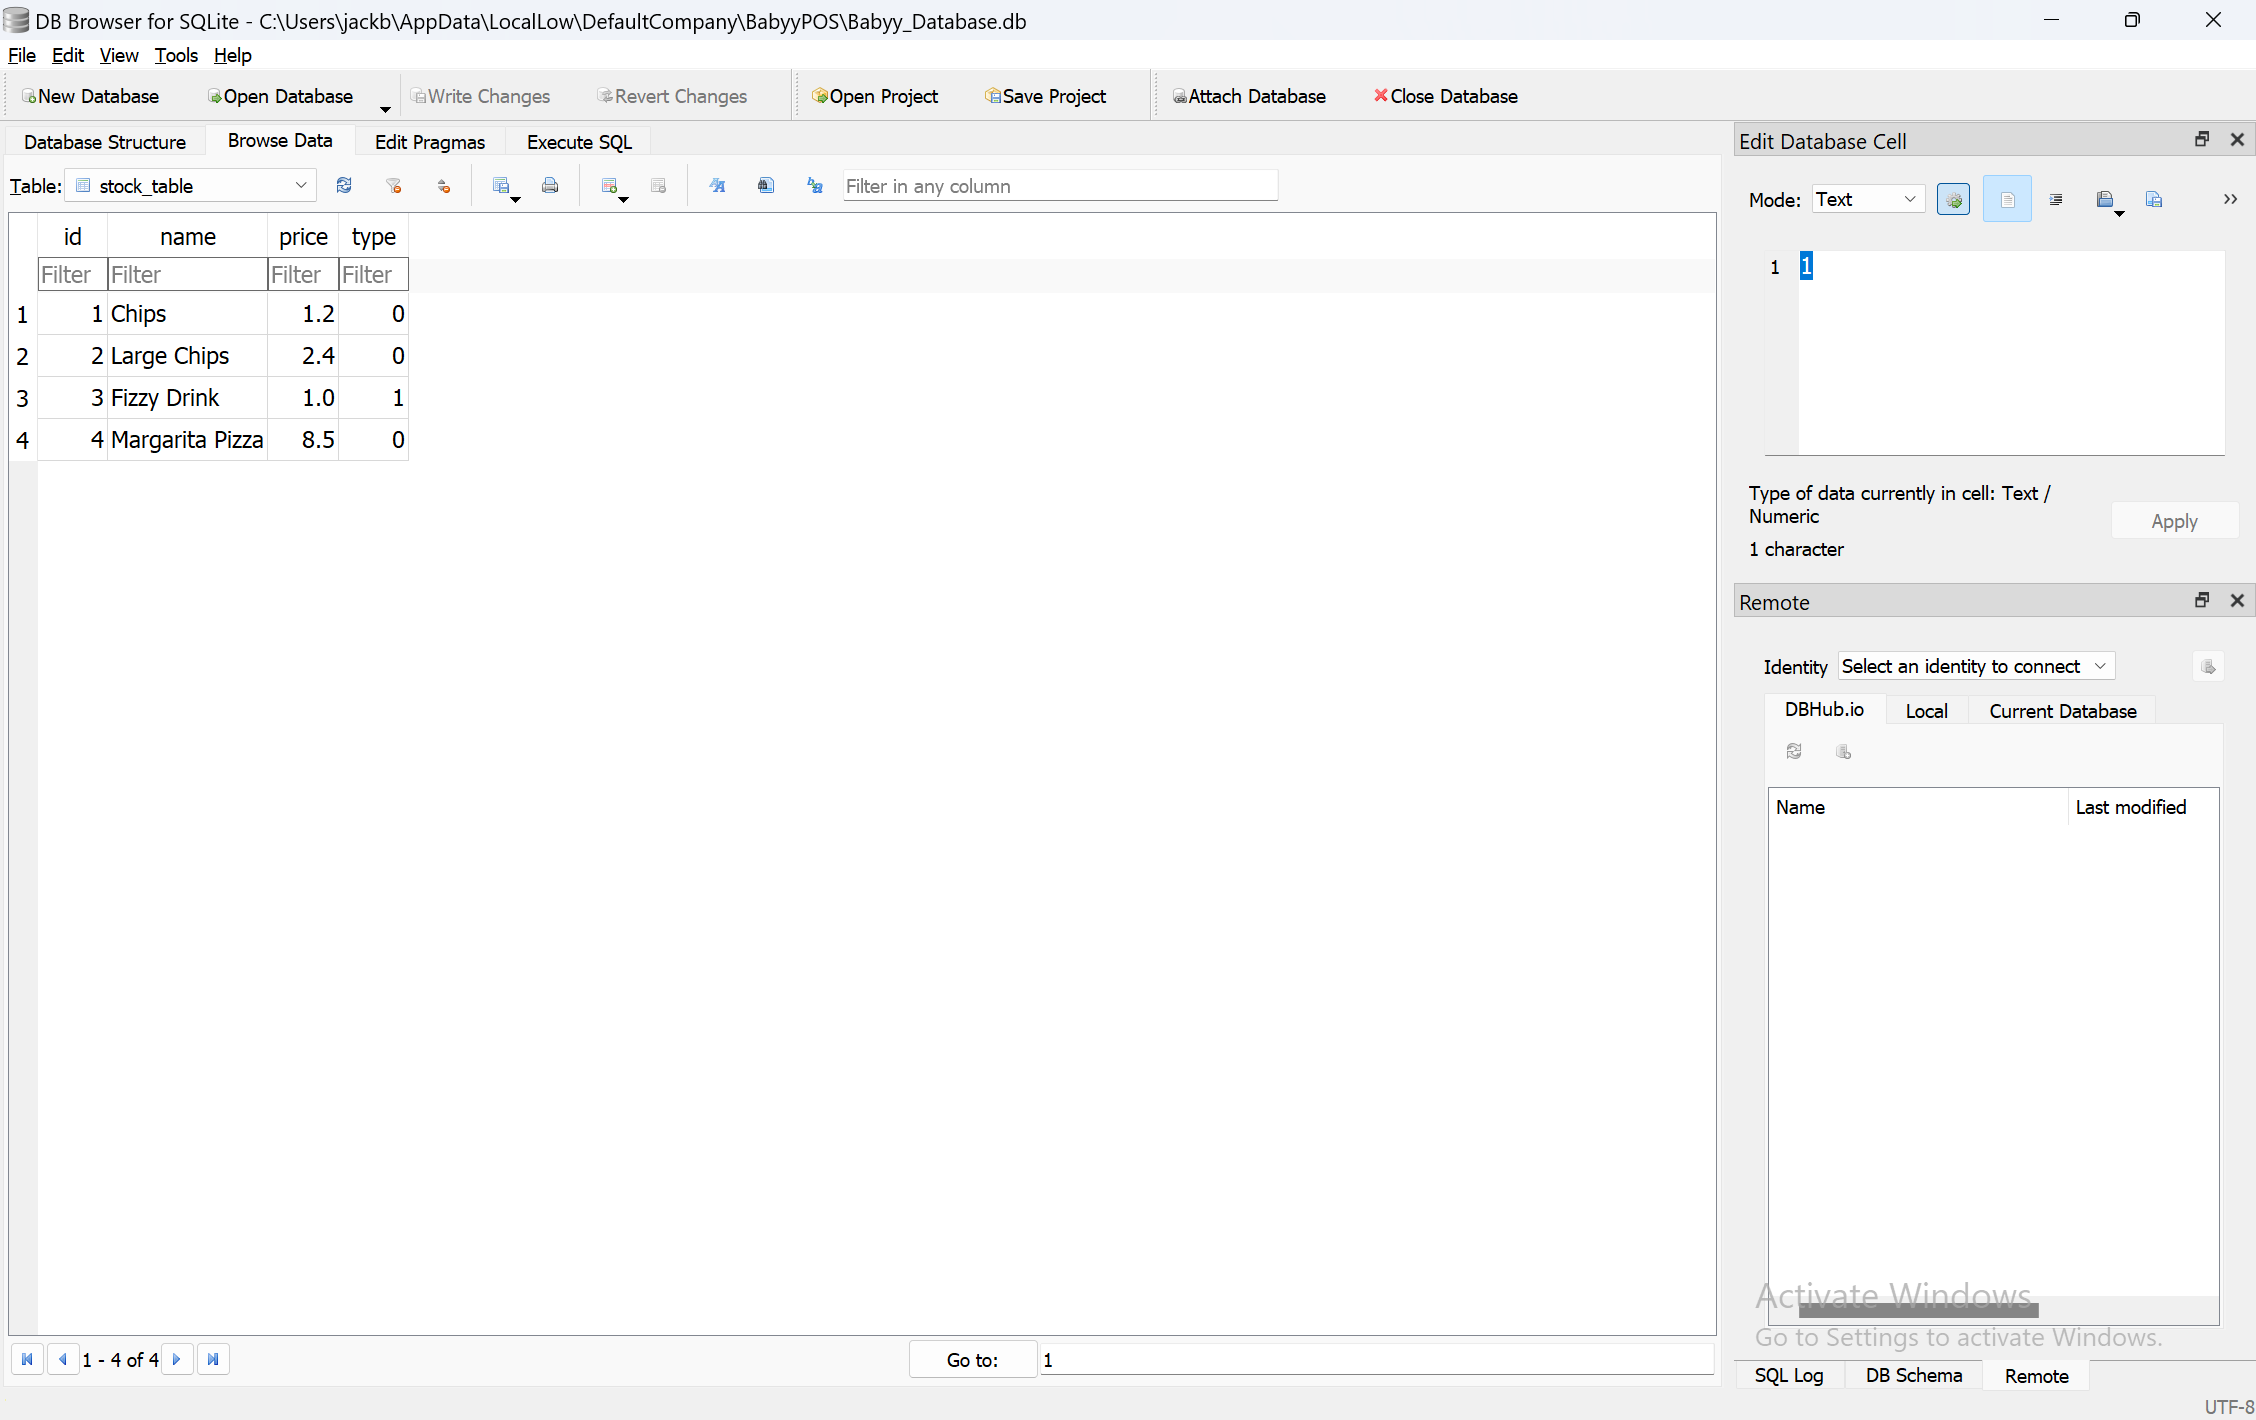 DB Browser for SQLite - C:\Users\jackb\AppData\LocalLow\DefaultCompany\BabyyPOS\Babyy_Database.db
File Edit View Tools Help
New Database Open Database Write Changes Revert Changes Open Project Save Project Attach Database Close Database
Database Structure Browse Data Edit Pragmas Execute SQL
Table: stock_table Filter in any column
id name price type
Filter Filter Filter Filter
1 1 Chips 1.2 0
2 2 Large Chips 2.4 0
3 3 Fizzy Drink 1.0 1
4 4 Margarita Pizza 8.5 0
1 - 4 of 4 Go to: 1
Edit Database Cell
Mode: Text
1 1
Type of data currently in cell: Text /
Numeric
1 character
Apply
Remote
Identity Select an identity to connect
DBHub.io Local Current Database
Name Last modified
Activate Windows
Go to Settings to activate Windows.
SQL Log DB Schema Remote
UTF-8